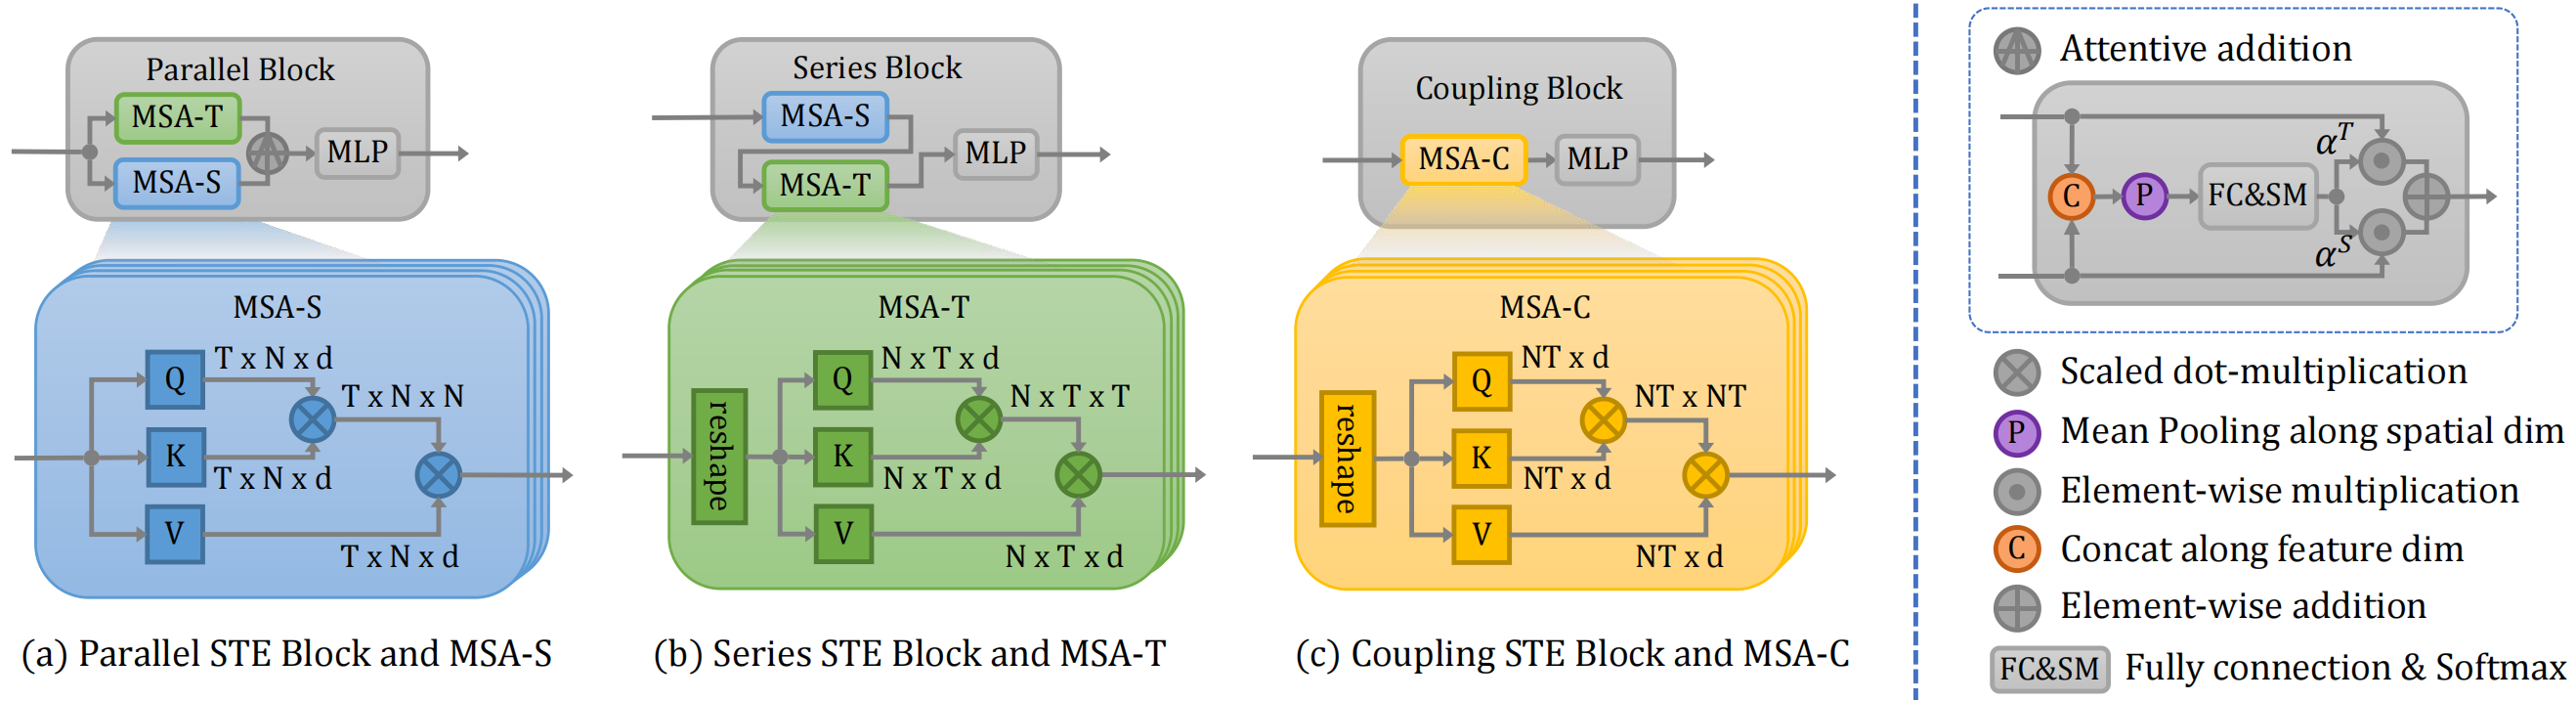 Parallel Block
MSA-T
MSA-S
MLP
MSA-S
Q
K
V
T x N x d
T x N x N
T x N x d
T x N x d
(a) Parallel STE Block and MSA-S
Series Block
MSA-S
MSA-T
MLP
MSA-T
reshape
Q
K
V
N x T x d
N x T x T
N x T x d
N x T x d
(b) Series STE Block and MSA-T
Coupling Block
MSA-C
MLP
MSA-C
reshape
Q
K
V
NT x d
NT x NT
NT x d
NT x d
(c) Coupling STE Block and MSA-C
A Attentive addition
C
P
FC&SM
α^T
α^S
Scaled dot-multiplication
P Mean Pooling along spatial dim
Element-wise multiplication
C Concat along feature dim
Element-wise addition
FC&SM Fully connection & Softmax